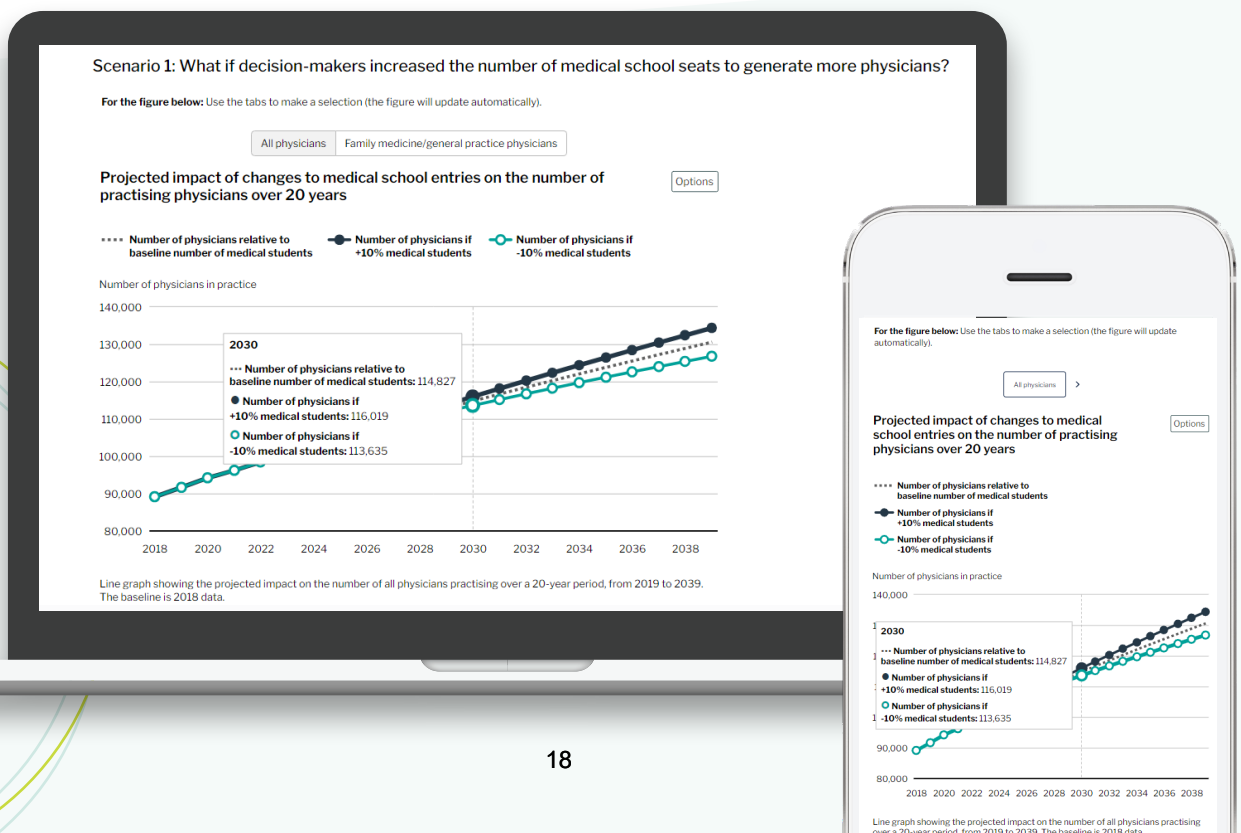 Scenario 1: What if decision-makers increased the number of medical school seats to generate more physicians?
For the figure below: Use the tabs to make a selection (the figure will update automatically).
All physicians
Family medicine/general practice physicians
Projected impact of changes to medical school entries on the number of
practising physicians over 20 years
Options
Number of physicians relative to
baseline number of medical students
Number of physicians if
+10% medical students
Number of physicians if
-10% medical students
Number of physicians in practice
140,000
130,000
120,000
110,000
100,000
90,000
80,000
2030
Number of physicians relative to
baseline number of medical students: 114,827
Number of physicians if
+10% medical students: 116,019
Number of physicians if
-10% medical students: 113,635
2018 2020 2022 2024 2026 2028 2030 2032 2034 2036 2038
Line graph showing the projected impact on the number of all physicians practising over a 20-year period, from 2019 to 2039.
The baseline is 2018 data.
18
For the figure below: Use the tabs to make a selection (the figure will update
automatically).
All physicians
Projected impact of changes to medical
school entries on the number of practising
physicians over 20 years
Options
Number of physicians relative to
baseline number of medical students
Number of physicians if
+10% medical students
Number of physicians if
-10% medical students
Number of physicians in practice
140,000
2030
Number of physicians relative to
baseline number of medical students: 114,827
Number of physicians if
+10% medical students: 116,019
Number of physicians if
-10% medical students: 113,635
90,000
80,000
2018 2020 2022 2024 2026 2028 2030 2032 2034 2036 2038
Line graph showing the projected impact on the number of all physicians practising
over a 20-year period, from 2019 to 2039. The baseline is 2018 data.